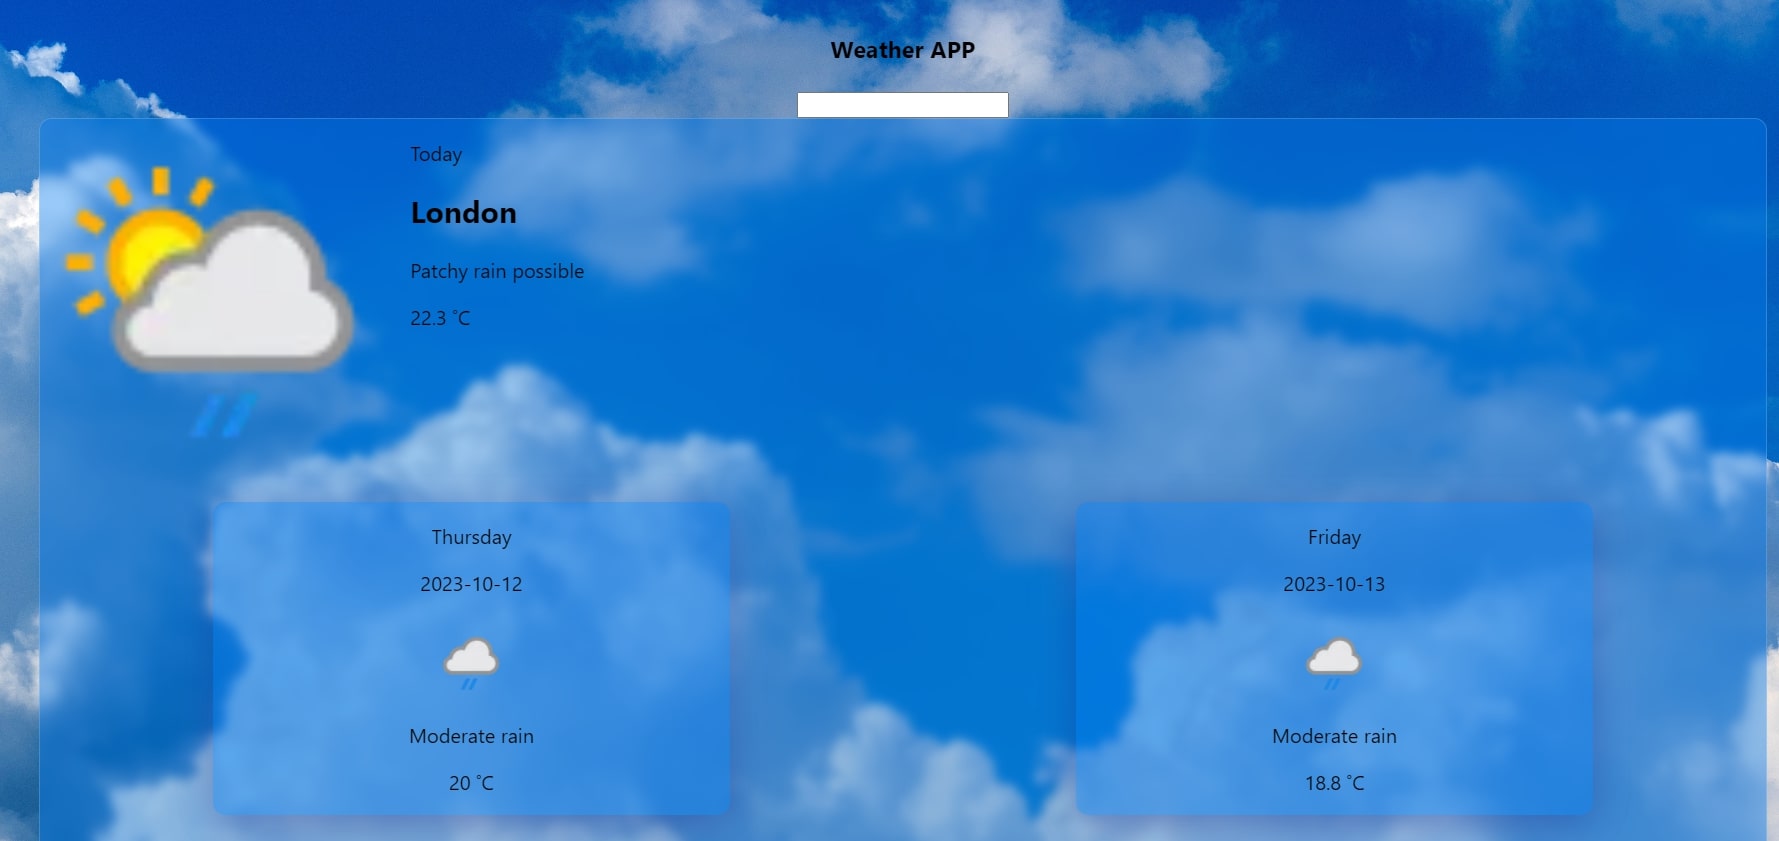 Weather APP
Today
London
Patchy rain possible
22.3 °C
Thursday
2023-10-12
Moderate rain
20 °C
Friday
2023-10-13
Moderate rain
18.8 °C